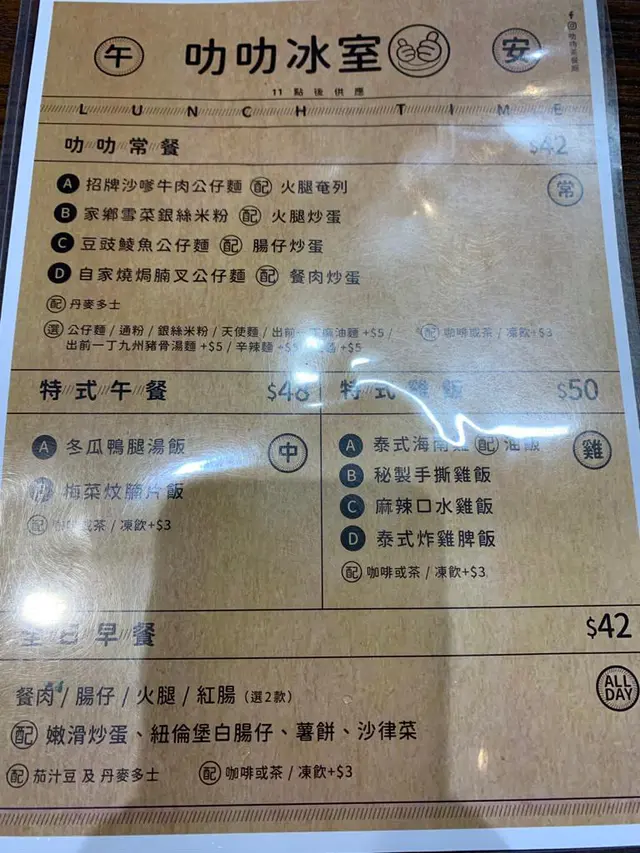 午 叻叻冰室 安
11 點後供應
LUNCH TIME
叻叻常餐 $42
常
A 招牌沙嗲牛肉公仔麵 配 火腿奄列
B 家鄉雪菜銀絲米粉 配 火腿炒蛋
C 豆豉鯪魚公仔麵 配 腸仔炒蛋
D 自家燒焗腩叉公仔麵 配 餐肉炒蛋
配 丹麥多士
選 公仔麵 / 通粉 / 銀絲米粉 / 天使麵 / 出前一丁麻油麵 +$5 /
出前一丁九州豬骨湯麵 +$5 / 辛辣麵 +$5 +$5
配 咖啡或茶 / 凍飲+$3
特式午餐 $48
中
A 冬瓜鴨腿湯飯
梅菜炆腩片飯
配 或茶 / 凍飲+$3
特式雞飯 $50
雞
A 泰式海南雞 配 油飯
B 秘製手撕雞飯
C 麻辣口水雞飯
D 泰式炸雞脾飯
配 咖啡或茶 / 凍飲+$3
全日早餐 $42
ALL DAY
餐肉 / 腸仔 / 火腿 / 紅腸（選2款）
配 嫩滑炒蛋、紐倫堡白腸仔、薯餅、沙律菜
配 茄汁豆 及 丹麥多士
配 咖啡或茶 / 凍飲+$3